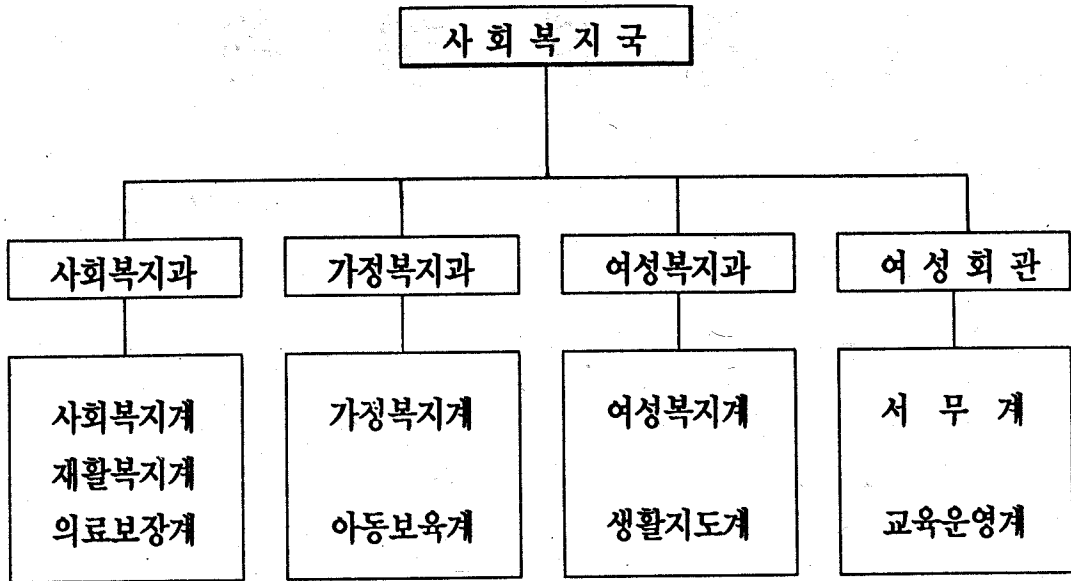 사 회 복 지 국
사회복지과
가정복지과
여성복지과
여 성 회 관
사회복지계
재활복지계
의료보장계
가정복지계
아동보육계
여성복지계
생활지도계
서 무 계
교육운영계